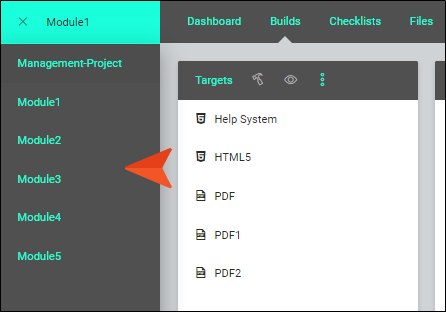 Module1
Dashboard Builds Checklists Files
Management-Project
Module1
Module2
Module3
Module4
Module5
Targets
Help System
HTML5
PDF
PDF1
PDF2